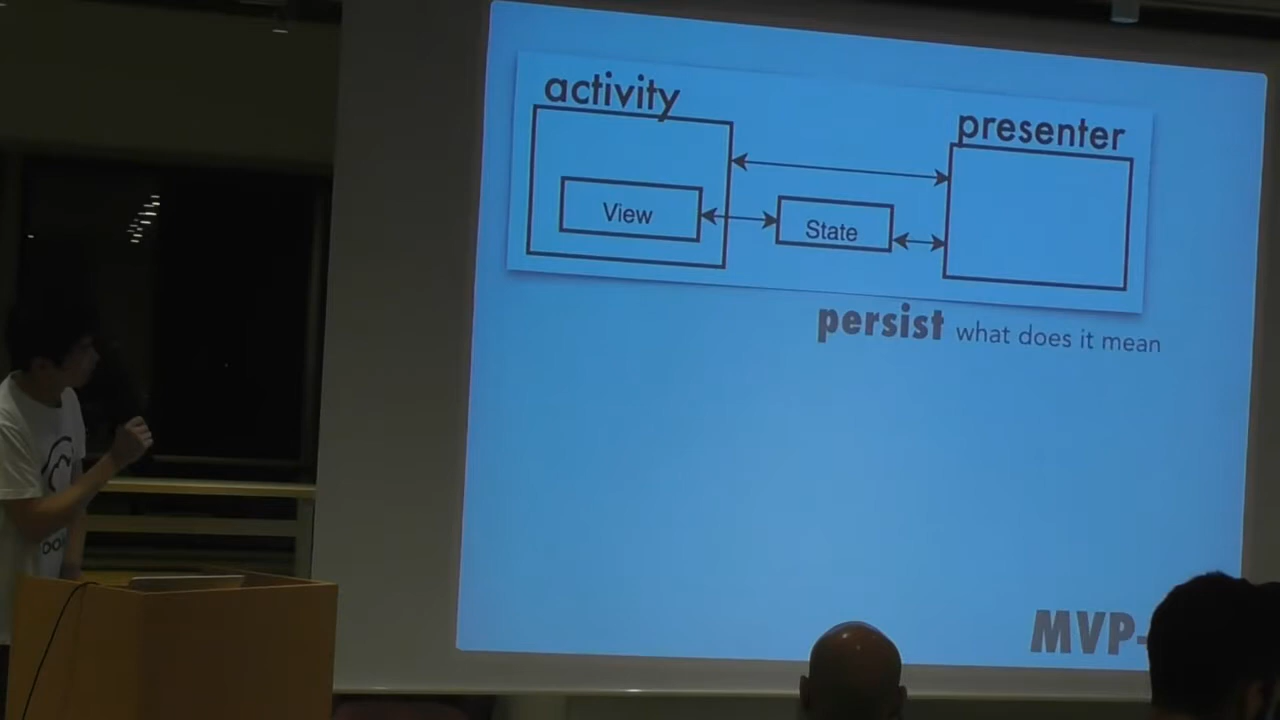 activity
presenter
View
State
persist what does it mean
MVP-